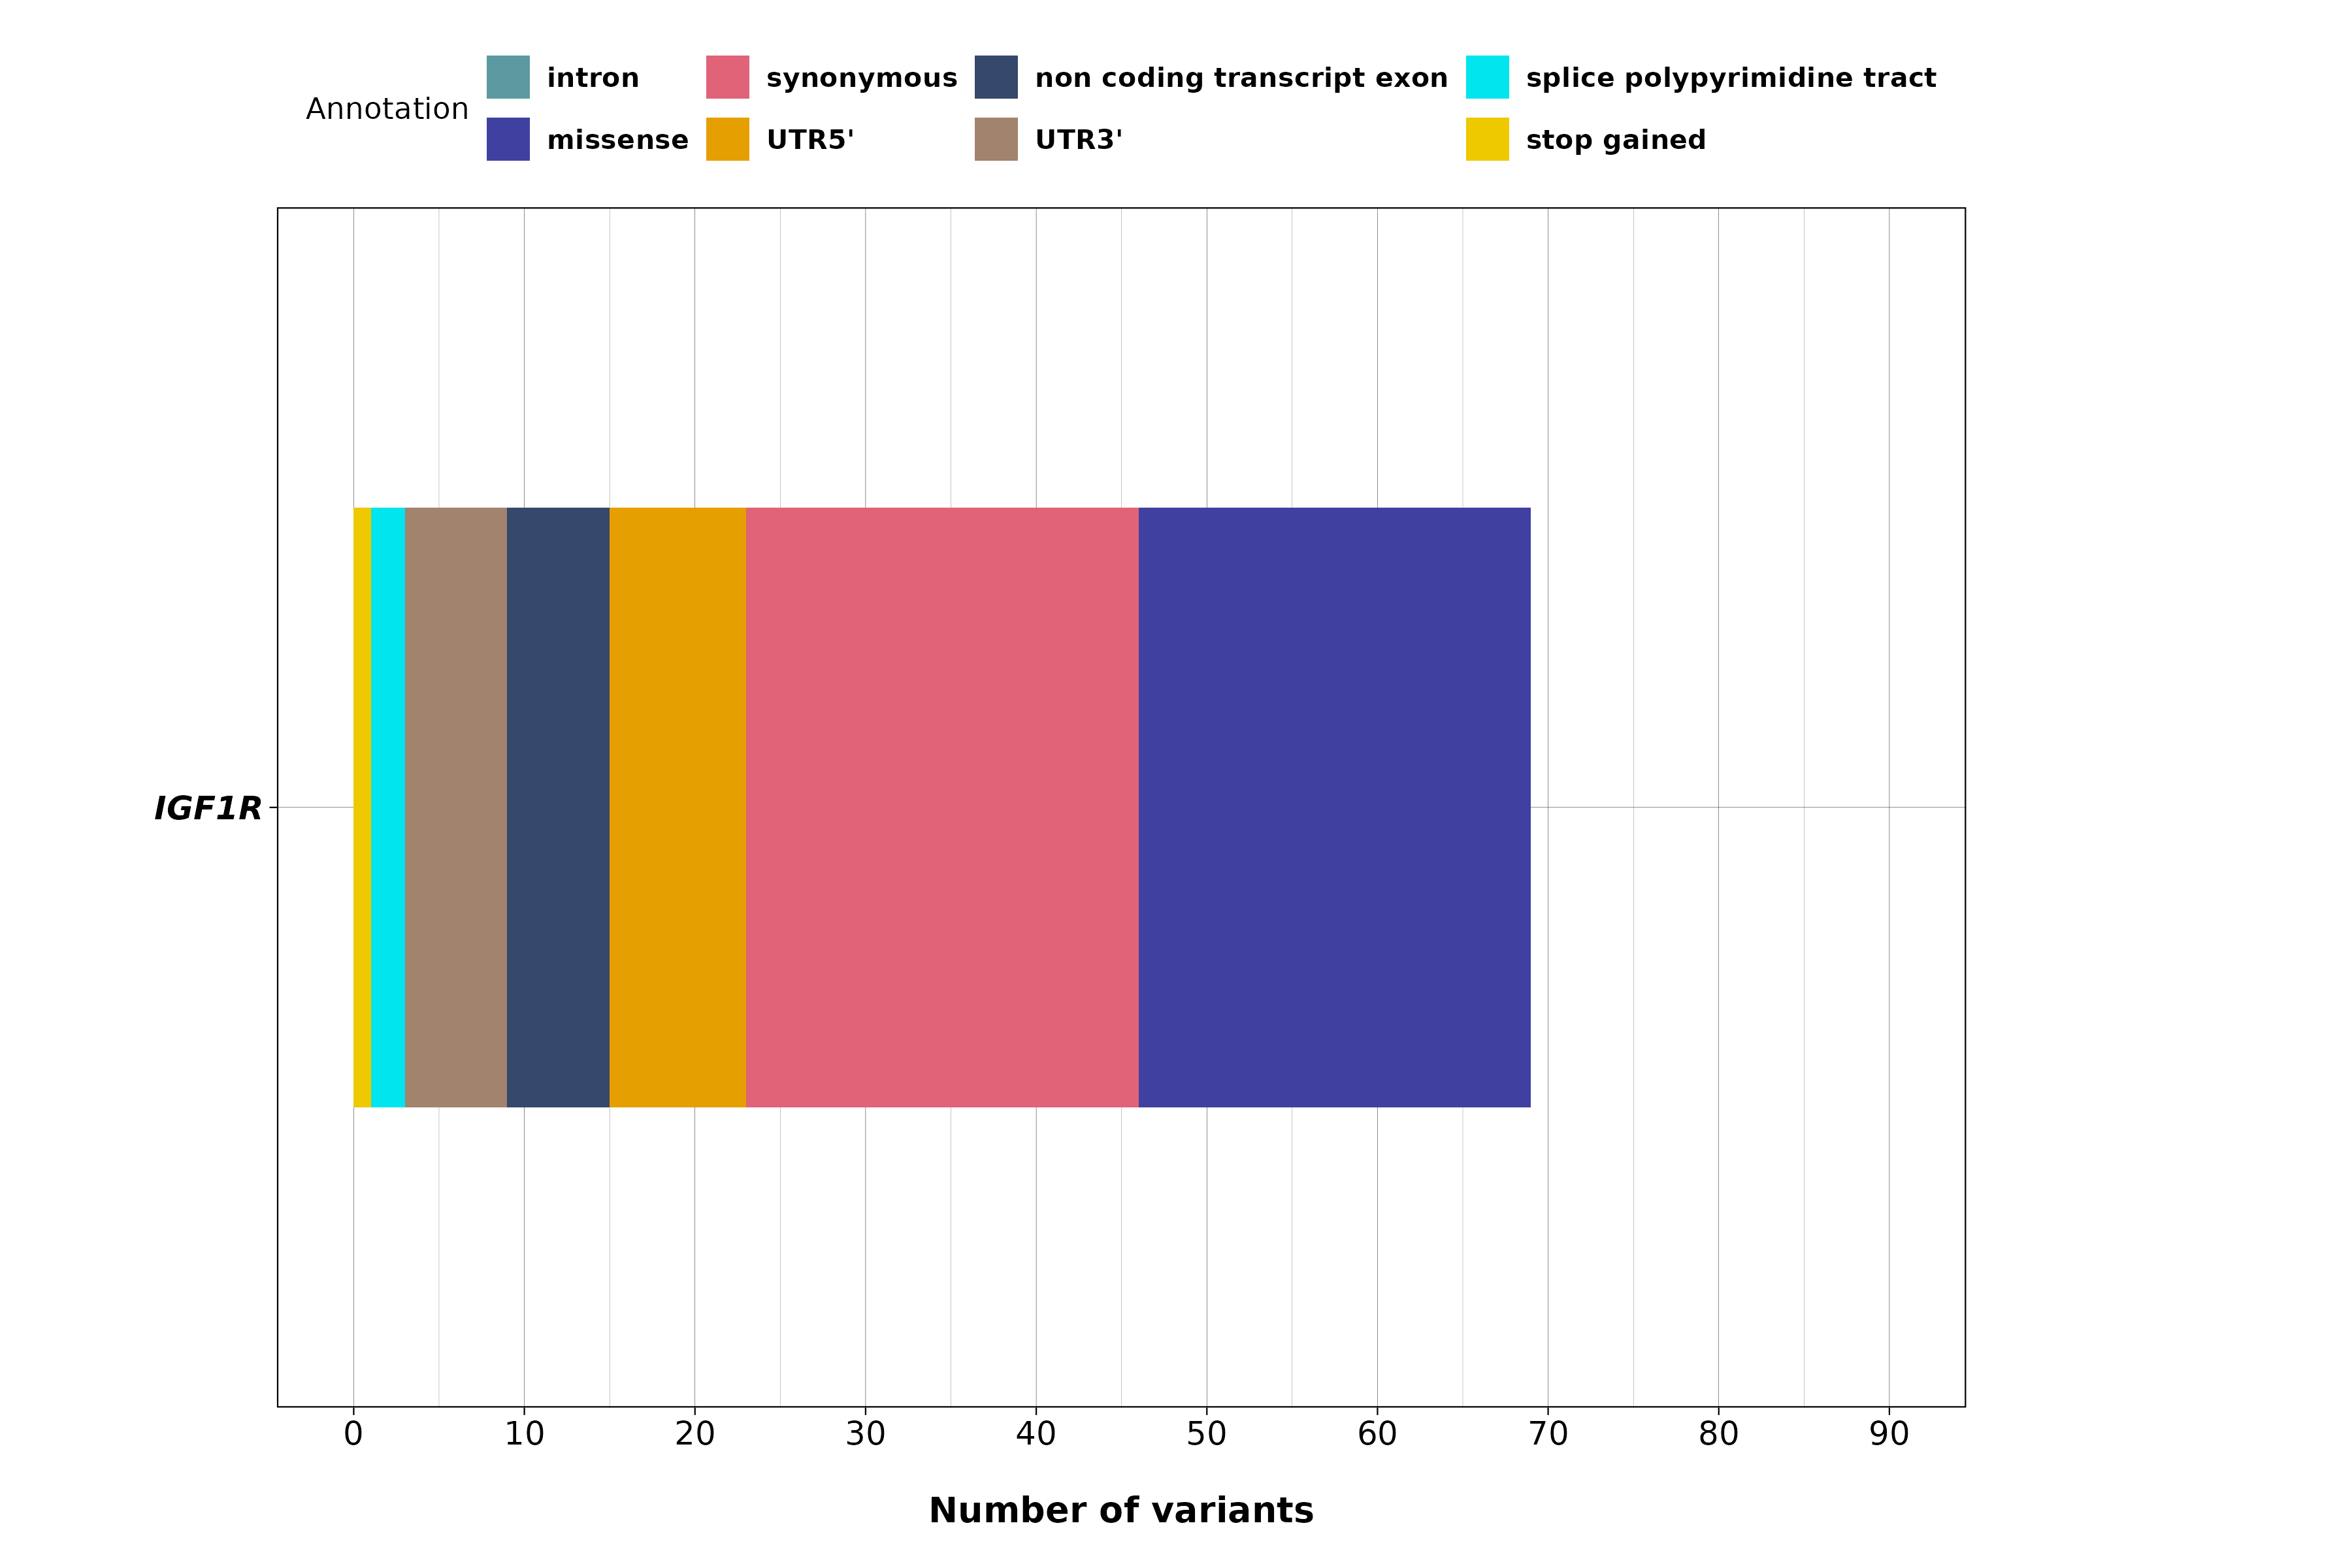 Annotation
intron synonymous non coding transcript exon splice polypyrimidine tract
missense UTR5' UTR3' stop gained
IGF1R
0 10 20 30 40 50 60 70 80 90
Number of variants